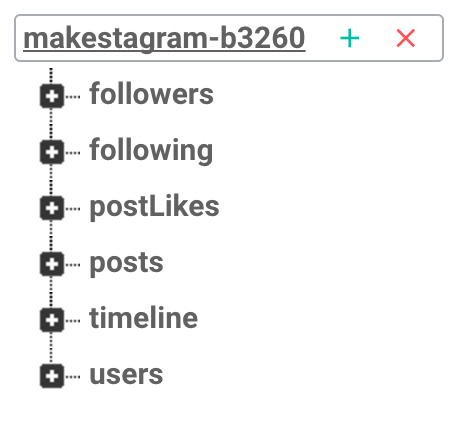 makestagram-b3260
followers
following
postLikes
posts
timeline
users